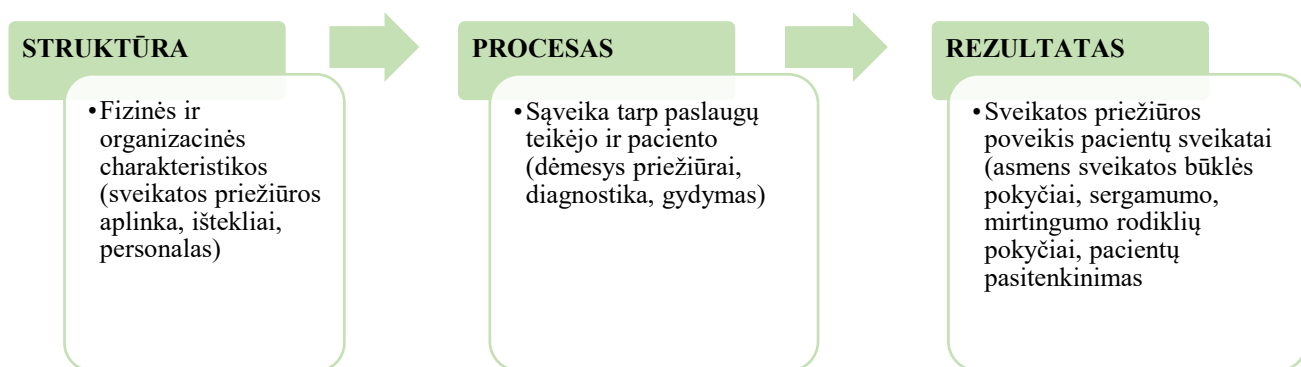 STRUKTŪRA
•Fizinės ir
organizacinės
charakteristikos
(sveikatos priežiūros
aplinka, ištekliai,
personalas)
PROCESAS
•Sąveika tarp paslaugų
teikėjo ir paciento
(dėmesys priežiūrai,
diagnostika, gydymas)
REZULTATAS
•Sveikatos priežiūros
poveikis pacientų sveikatai
(asmens sveikatos būklės
pokyčiai, sergamumo,
mirtingumo rodiklių
pokyčiai, pacientų
pasitenkinimas